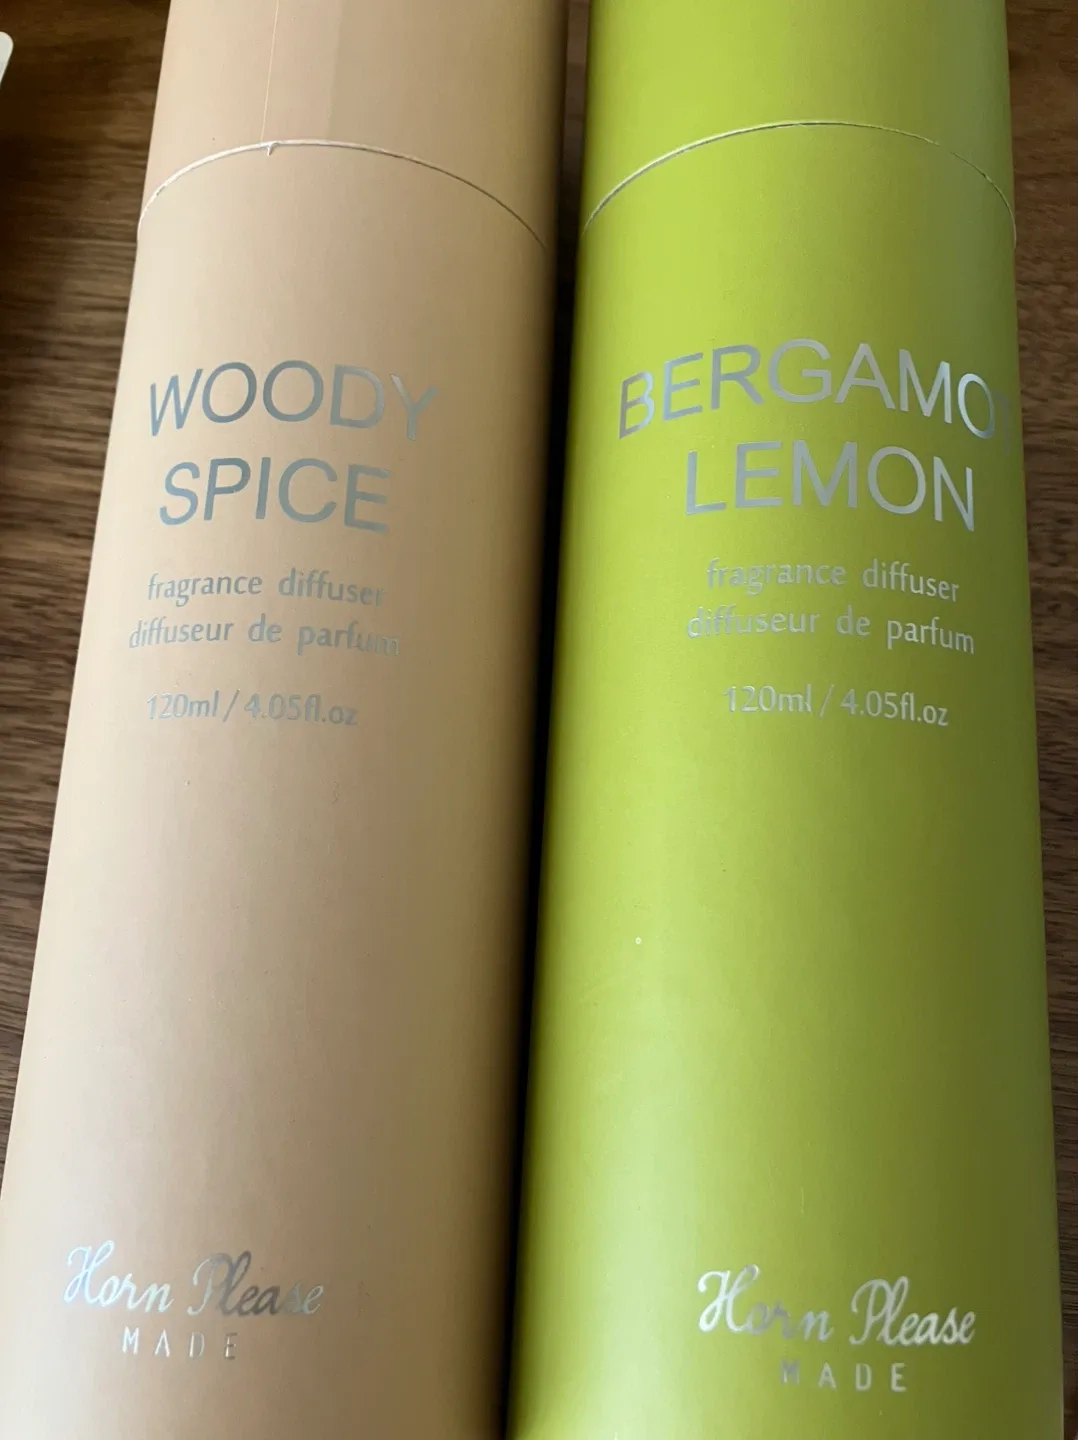 WOODY
SPICE
fragrance diffuser
diffuseur de parfum
120ml / 4.05fl.oz
Horn Please
MADE
BERGAMOT
LEMON
fragrance diffuser
diffuseur de parfum
120ml / 4.05fl.oz
Horn Please
MADE